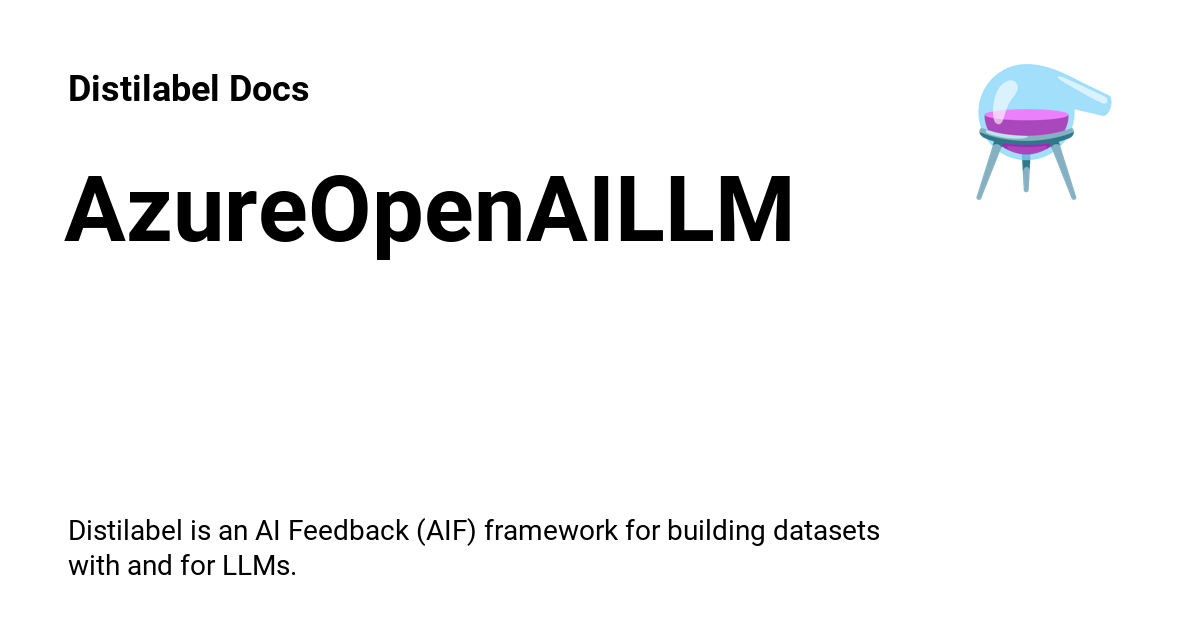 Distilabel Docs
AzureOpenAILLM
Distilabel is an AI Feedback (AIF) framework for building datasets
with and for LLMs.